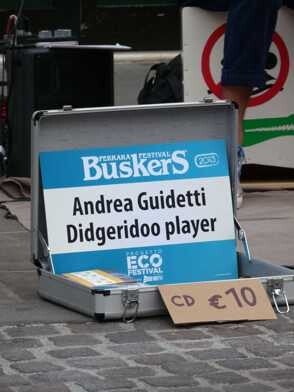 FERRARA FESTIVAL
BUSKERS 2013
Andrea Guidetti
Didgeridoo player
PROGETTO
ECO
FESTIVAL
CD €10